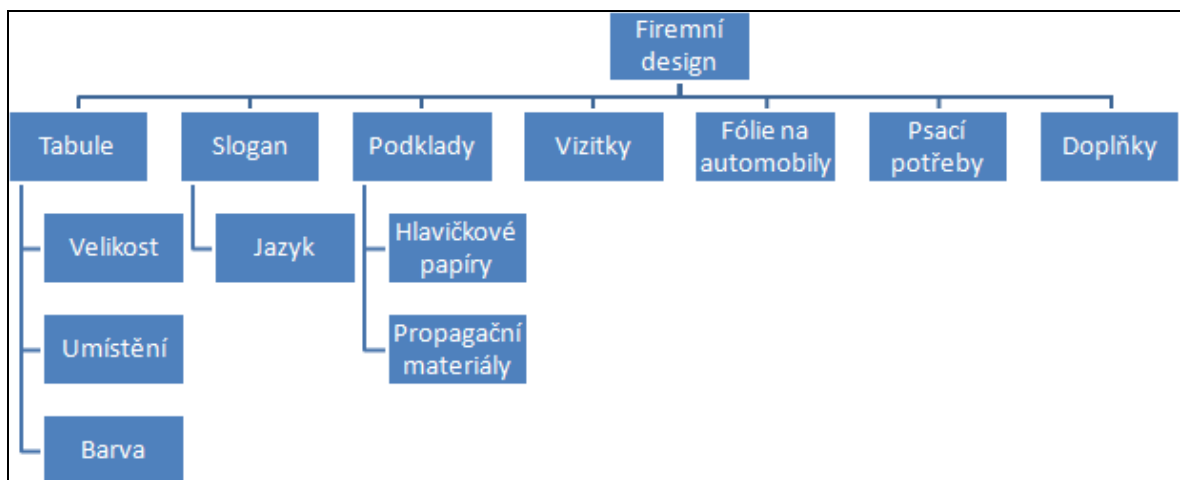 Firemní
design
Tabule
Slogan
Podklady
Vizitky
Fólie na
automobily
Psací
potřeby
Doplňky
Velikost
Jazyk
Hlavičkové
papíry
Umístění
Propagační
materiály
Barva